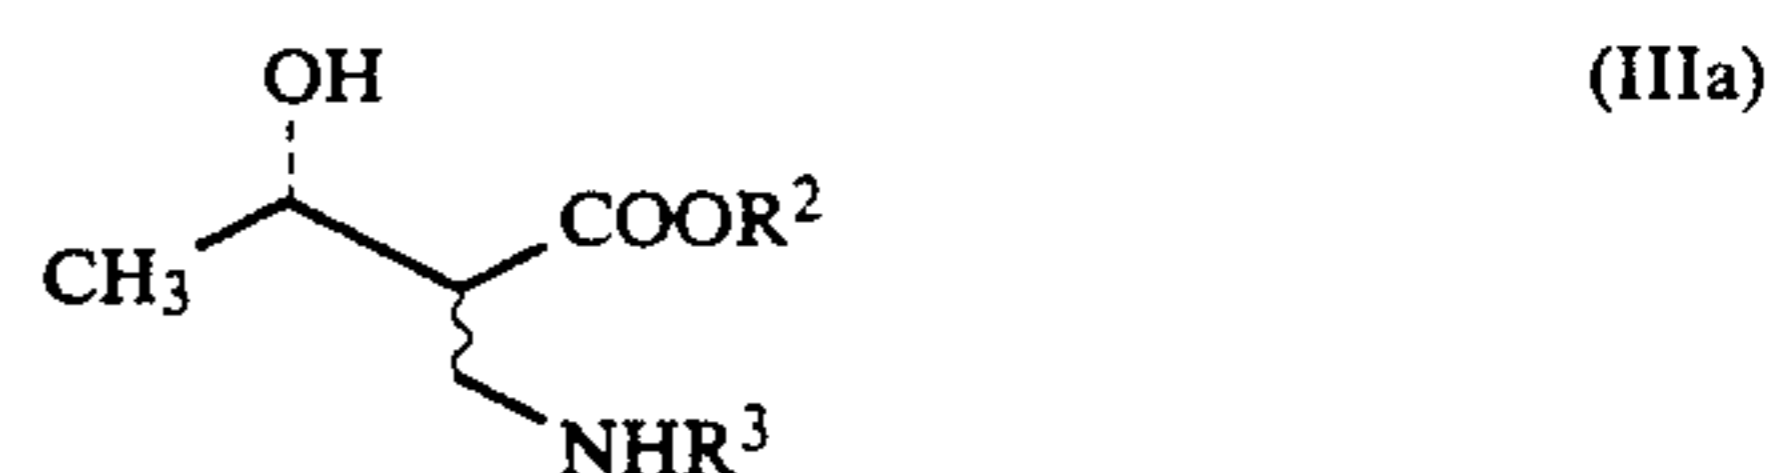 OH (IIIa)
COOR²
CH₃
NHR³